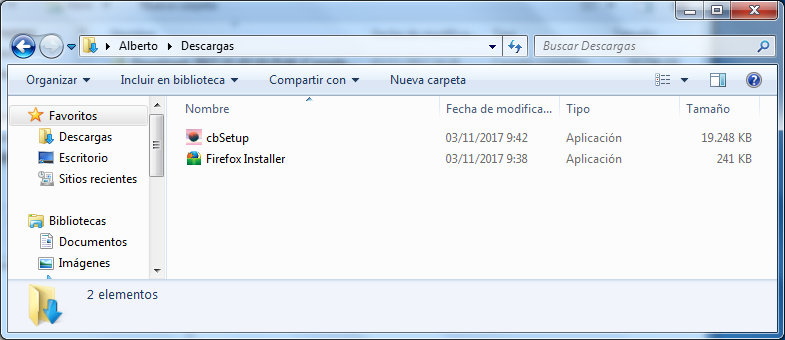 Alberto Descargas Buscar Descargas
Organizar Incluir en biblioteca Compartir con Nueva carpeta
Favoritos
Descargas
Escritorio
Sitios recientes
Bibliotecas
Documentos
Imágenes
Nombre Fecha de modifica... Tipo Tamaño
cbSetup 03/11/2017 9:42 Aplicación 19.248 KB
Firefox Installer 03/11/2017 9:38 Aplicación 241 KB
2 elementos